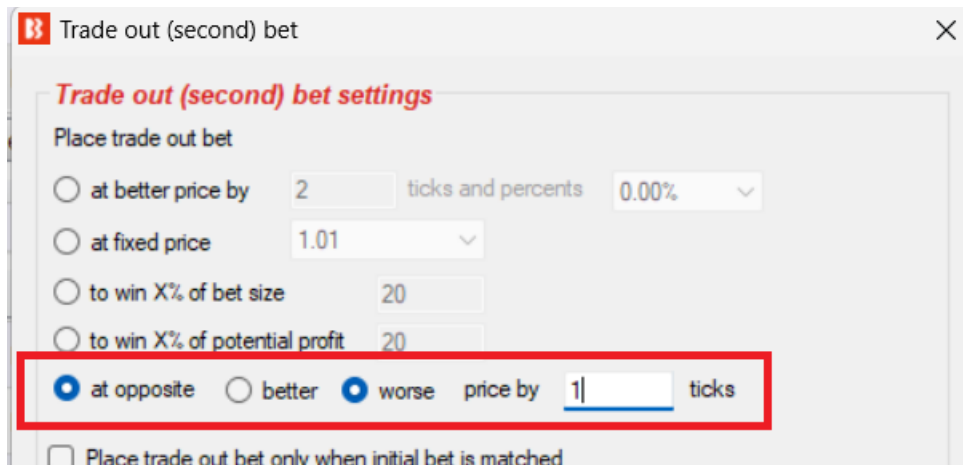 Trade out (second) bet
Trade out (second) bet settings
Place trade out bet
at better price by 2 ticks and percents 0.00%
at fixed price 1.01
to win X% of bet size 20
to win X% of potential profit 20
at opposite better worse price by 1 ticks
Place trade out bet only when initial bet is matched